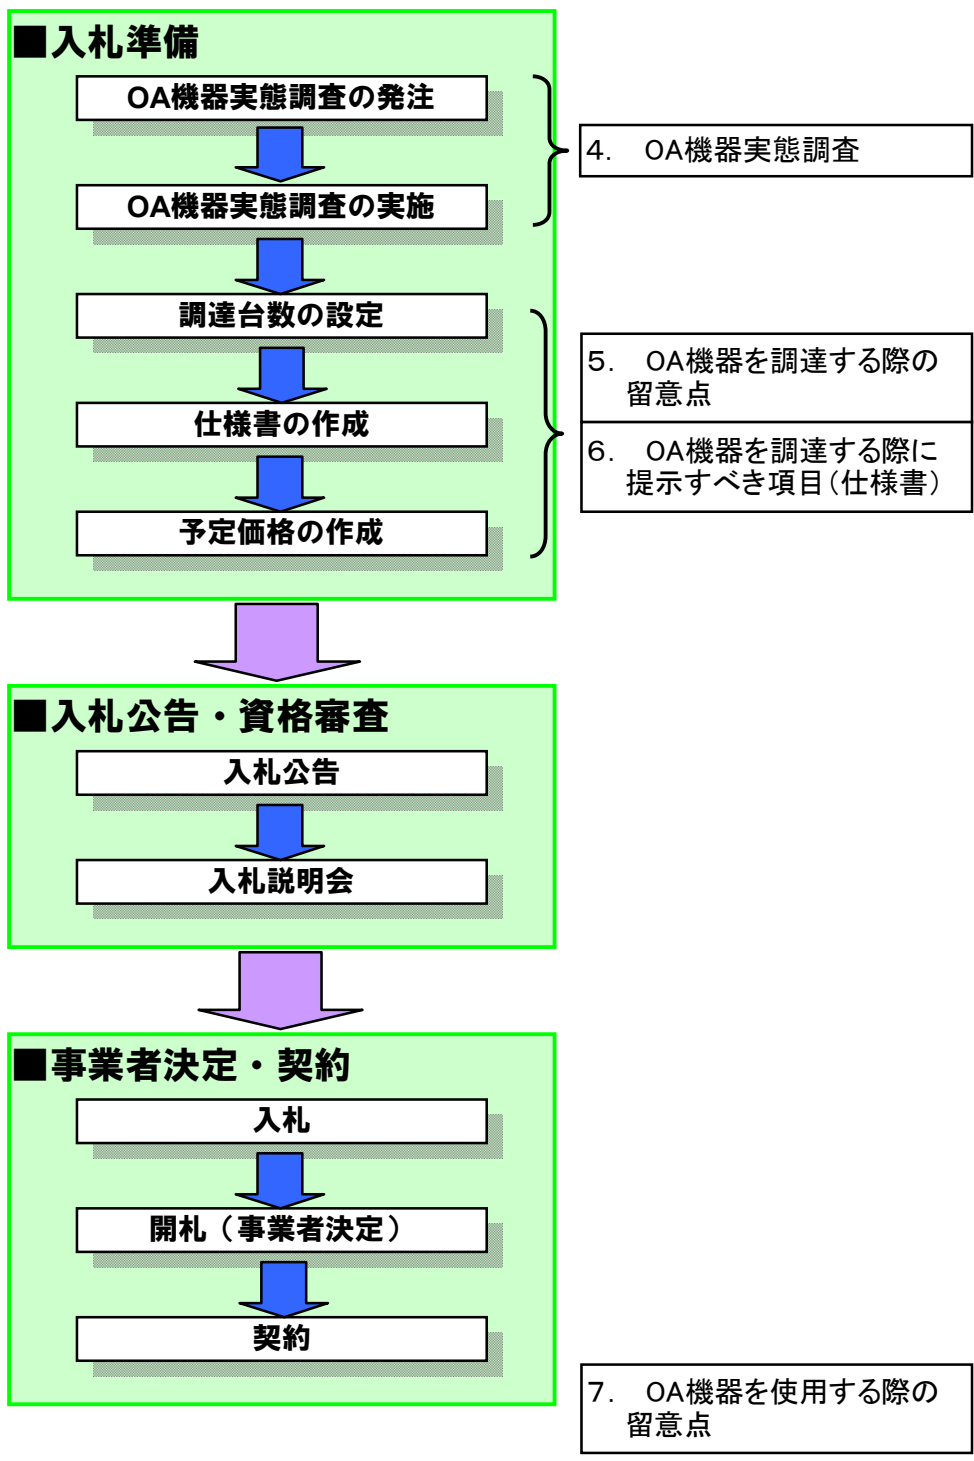 ■入札準備
OA機器実態調査の発注
OA機器実態調査の実施
4.　OA機器実態調査
調達台数の設定
仕様書の作成
予定価格の作成
5.　OA機器を調達する際の
留意点
6.　OA機器を調達する際に
提示すべき項目（仕様書）
■入札公告・資格審査
入札公告
入札説明会
■事業者決定・契約
入札
開札（事業者決定）
契約
7.　OA機器を使用する際の
留意点